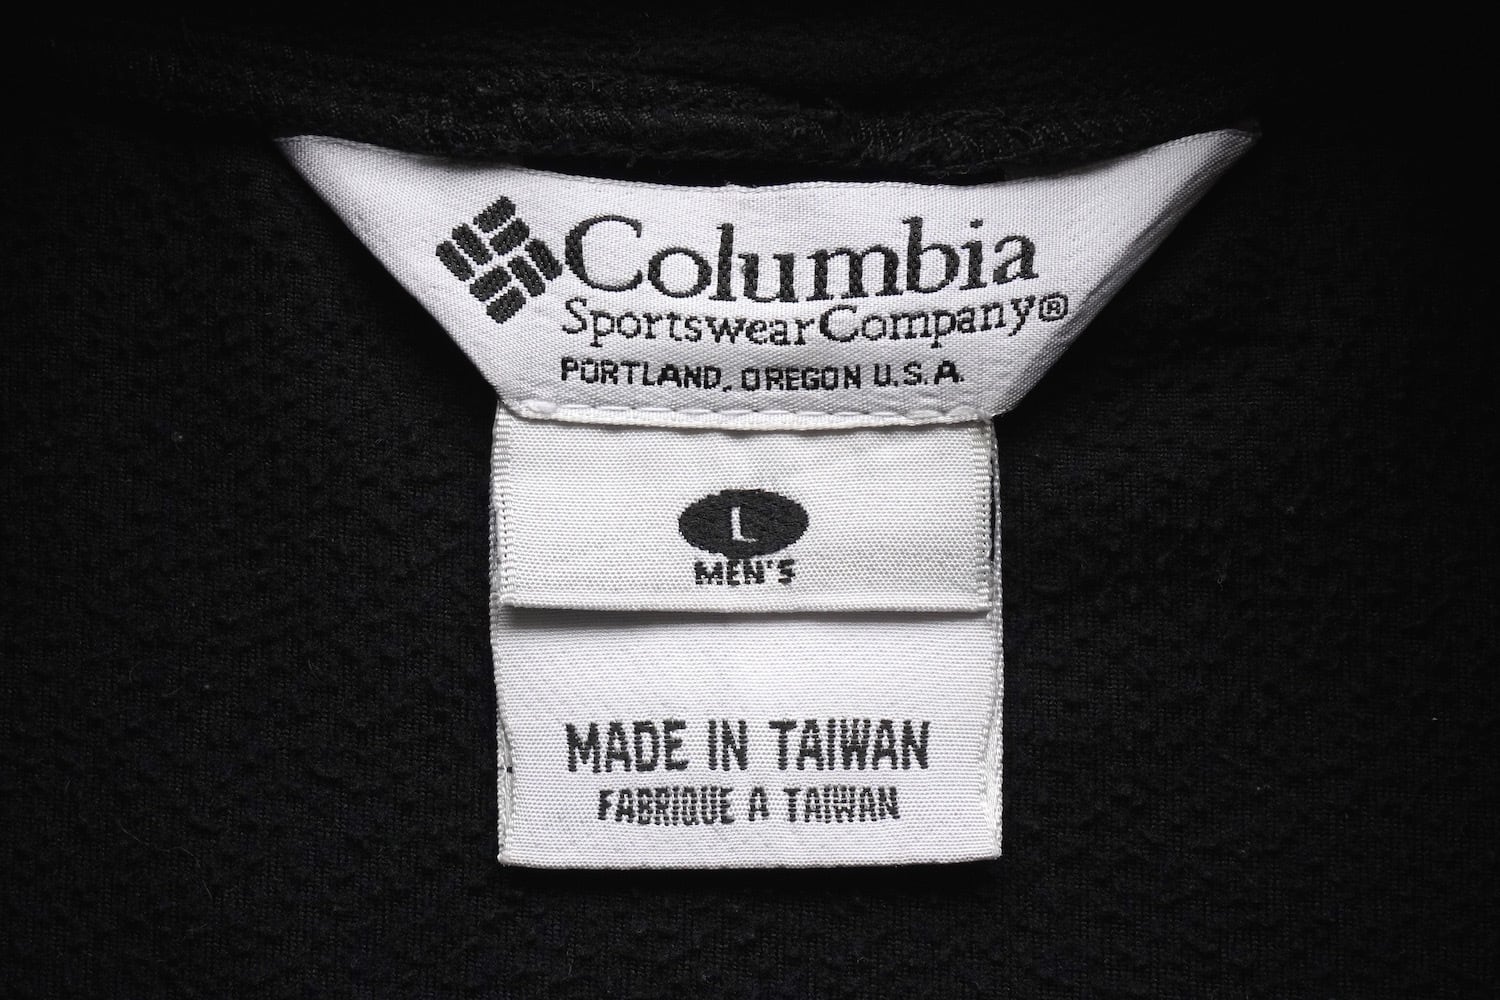 Columbia
Sportswear Company®
PORTLAND, OREGON U.S.A.
L
MEN'S
MADE IN TAIWAN
FABRIQUE A TAIWAN